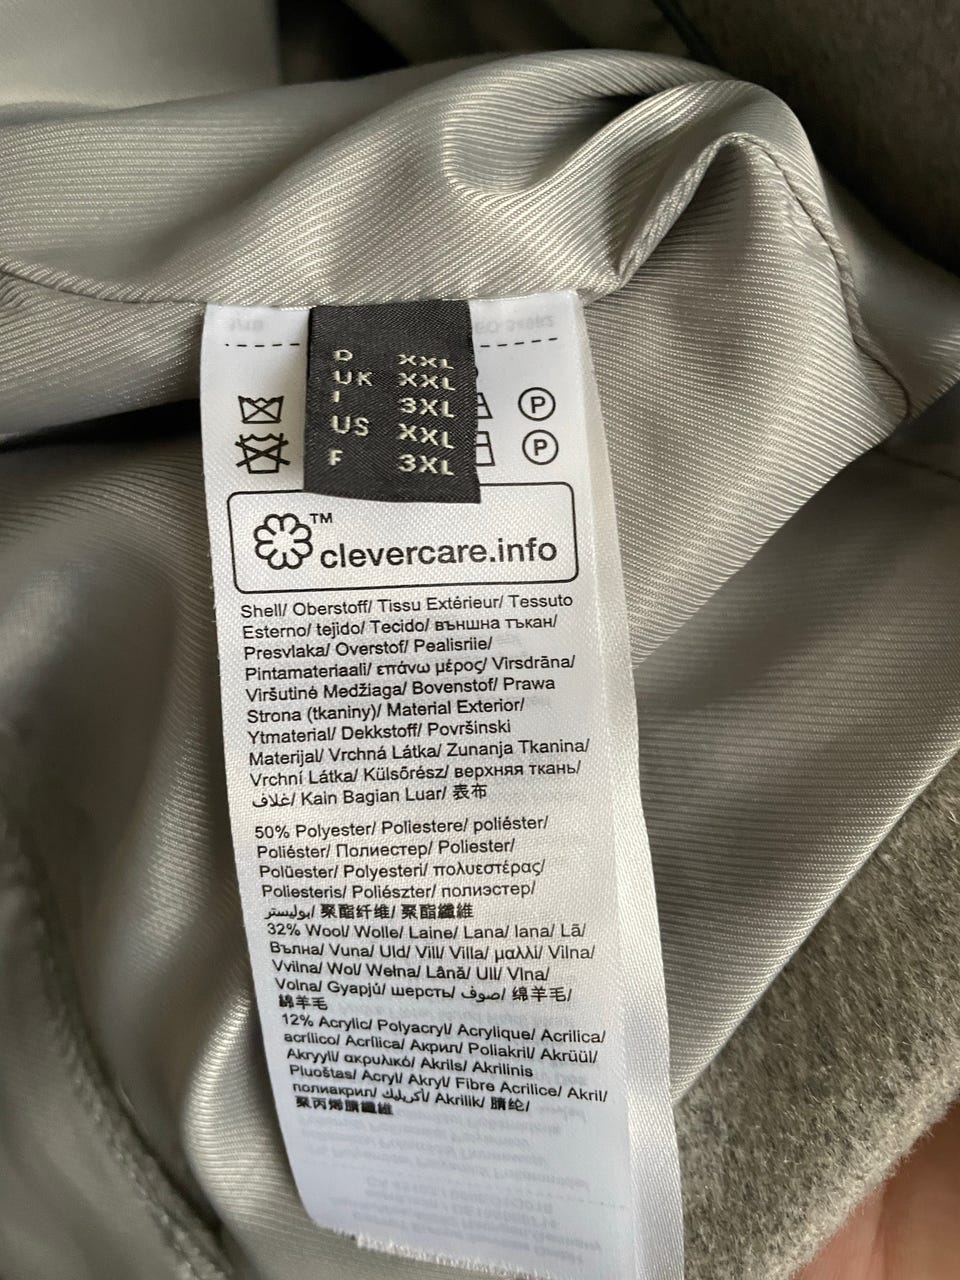 D XXL
UK XXL
I 3XL
US XXL
F 3XL
P
P
TM
clevercare.info
Shell/ Oberstoff/ Tissu Extérieur/ Tessuto
Esterno/ tejido/ Tecido/ външна тъкан/
Presvlaka/ Overstof/ Pealisriie/
Pintamateriaali/ επάνω μέρος/ Virsdrāna/
Viršutinė Medžiaga/ Bovenstof/ Prawa
Strona (tkaniny)/ Material Exterior/
Ytmaterial/ Dekkstoff/ Površinski
Materijal/ Vrchná Látka/ Zunanja Tkanina/
Vrchní Látka/ Külsőrész/ верхняя ткань/
غلاف/ Kain Bagian Luar/ 表布
50% Polyester/ Poliestere/ poliéster/
Poliéster/ Полиестер/ Poliester/
Polüester/ Polyesteri/ πολυεστέρας/
Poliesteris/ Poliészter/ полиэстер/
بوليستر/ 聚酯纤维/ 聚酯纖維
32% Wool/ Wolle/ Laine/ Lana/ lana/ Lã/
Вълна/ Vuna/ Uld/ Vill/ Villa/ μαλλί/ Vilna/
Vvilna/ Wol/ Wełna/ Lână/ Ull/ Vlna/
Volna/ Gyapjú/ шерсть/ صوف/ 绵羊毛/
綿羊毛
12% Acrylic/ Polyacryl/ Acrylique/ Acrilica/
acrílico/ Acrílica/ Акрил/ Poliakril/ Akrüül/
Akryyli/ ακρυλικό/ Akrils/ Akrilinis
Pluoštas/ Acryl/ Akryl/ Fibre Acrilice/ Akril/
полиакрил/ أكريليك/ Akrilik/ 腈纶/
聚丙烯腈纖維